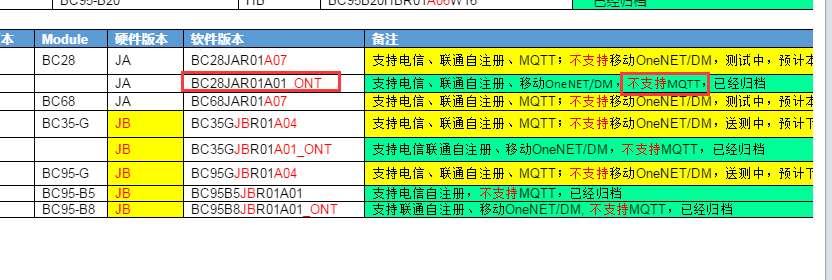 BC95-B20 HB BC95B20HBR01A06W16 已经归档
本 Module 硬件版本 软件版本 备注
BC28 JA BC28JAR01A07 支持电信、联通自注册、MQTT；不支持移动OneNET/DM，测试中，预计本
JA BC28JAR01A01_ONT 支持电信、联通自注册、移动OneNET/DM，不支持MQTT，已经归档
BC68 JA BC68JAR01A07 支持电信、联通自注册、MQTT；不支持移动OneNET/DM，测试中，预计本
BC35-G JB BC35GJBR01A04 支持电信、联通自注册、MQTT；不支持移动OneNET/DM，送测中，预计下
JB BC35GJBR01A01_ONT 支持电信联通自注册、移动OneNET/DM，不支持MQTT，已经归档
BC95-G JB BC95GJBR01A04 支持电信、联通自注册、MQTT；不支持移动OneNET/DM，送测中，预计下
BC95-B5 JB BC95B5JBR01A01 支持电信自注册，不支持MQTT，已经归档
BC95-B8 JB BC95B8JBR01A01_ONT 支持联通自注册、移动OneNET/DM, 不支持MQTT，已经归档